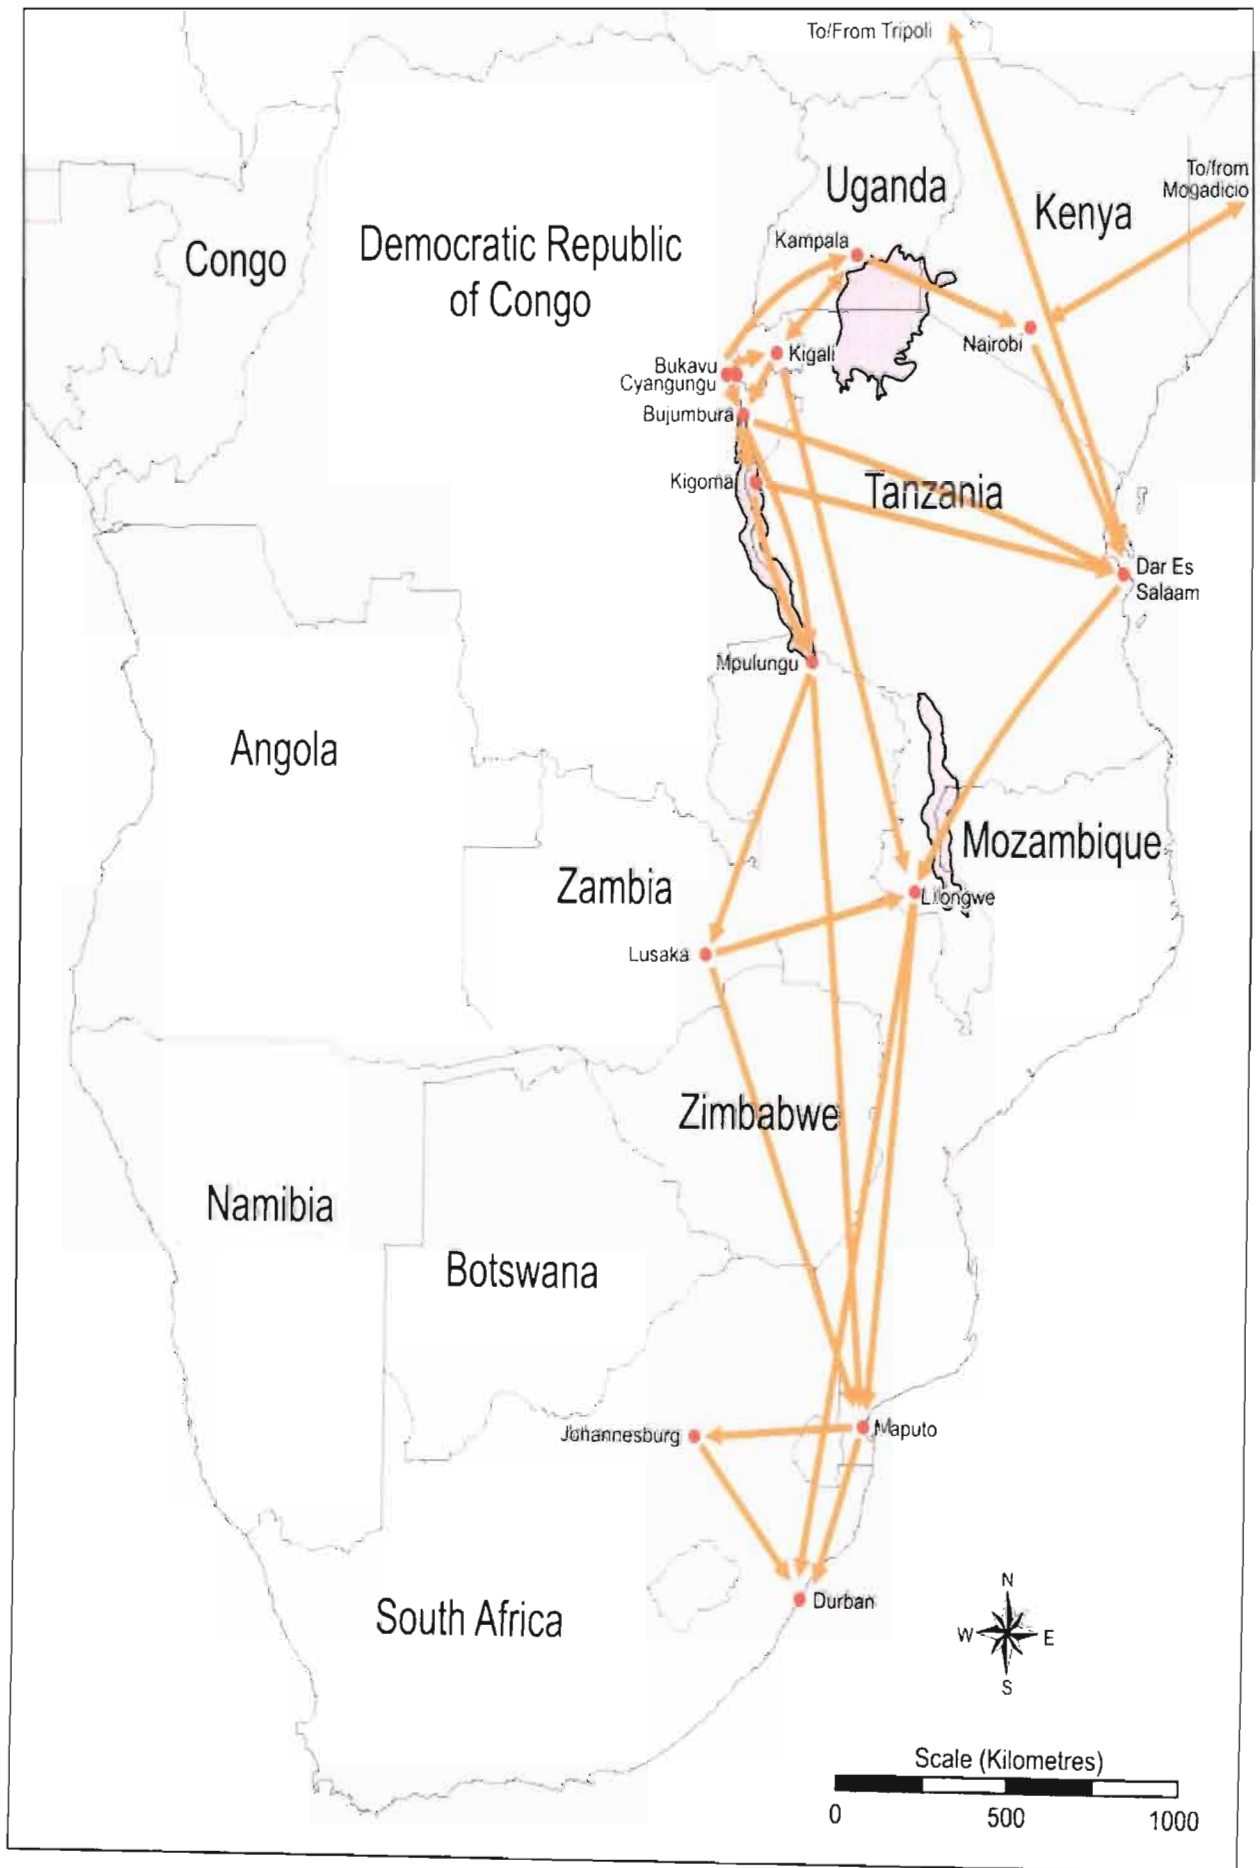 To/From Tripoli
To/from
Mogadicio
Uganda
Kenya
Kampala
Congo
Democratic Republic
of Congo
Nairobi
Kigali
Bukavu
Cyangungu
Bujumbura
Kigoma
Tanzania
Dar Es
Salaam
Mpulungu
Angola
Mozambique
Zambia
Lilongwe
Lusaka
Zimbabwe
Namibia
Botswana
Johannesburg
Maputo
Durban
South Africa
N
W
E
S
Scale (Kilometres)
0
500
1000